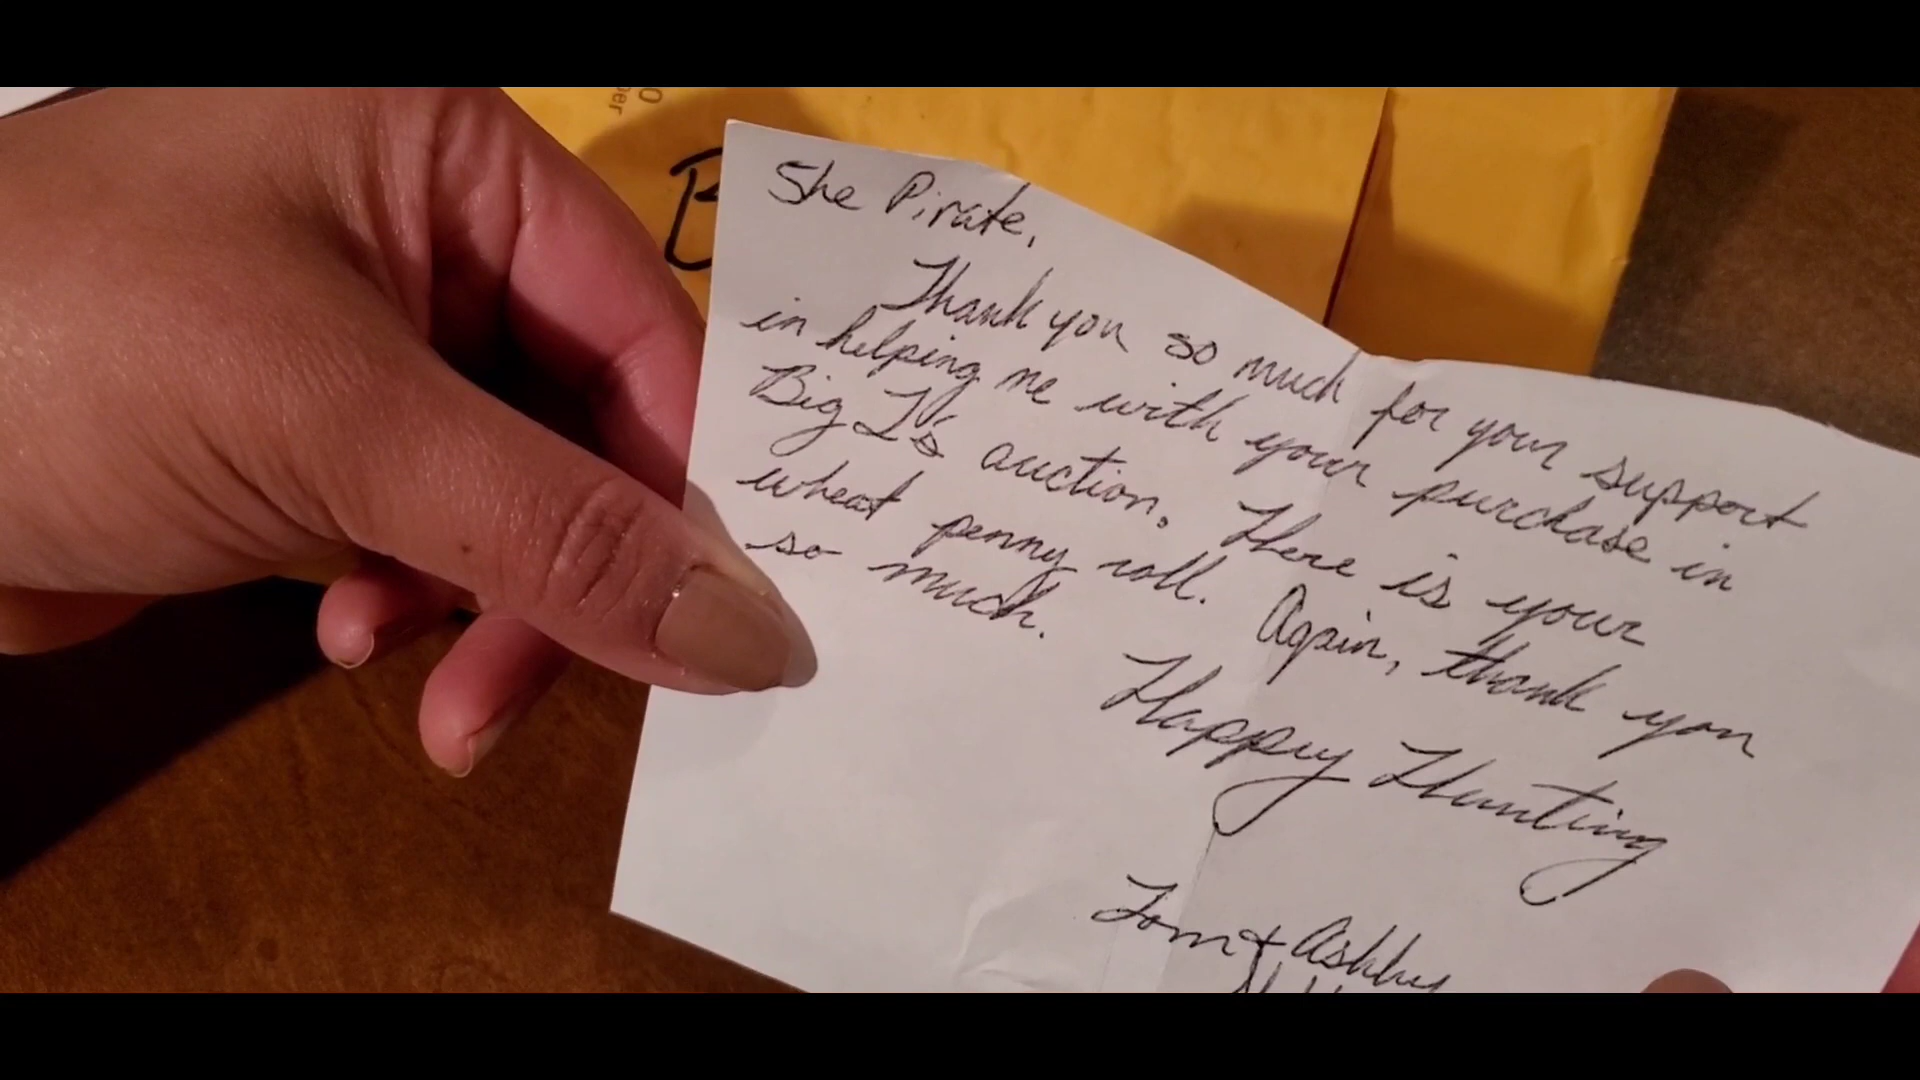 She Pirate,
Thank you so much for your support
in helping me with your purchase in
Big L's auction. Here is your
wheat penny roll. Again, thank you
so much.
Happy Hunting
Tom + Ashley